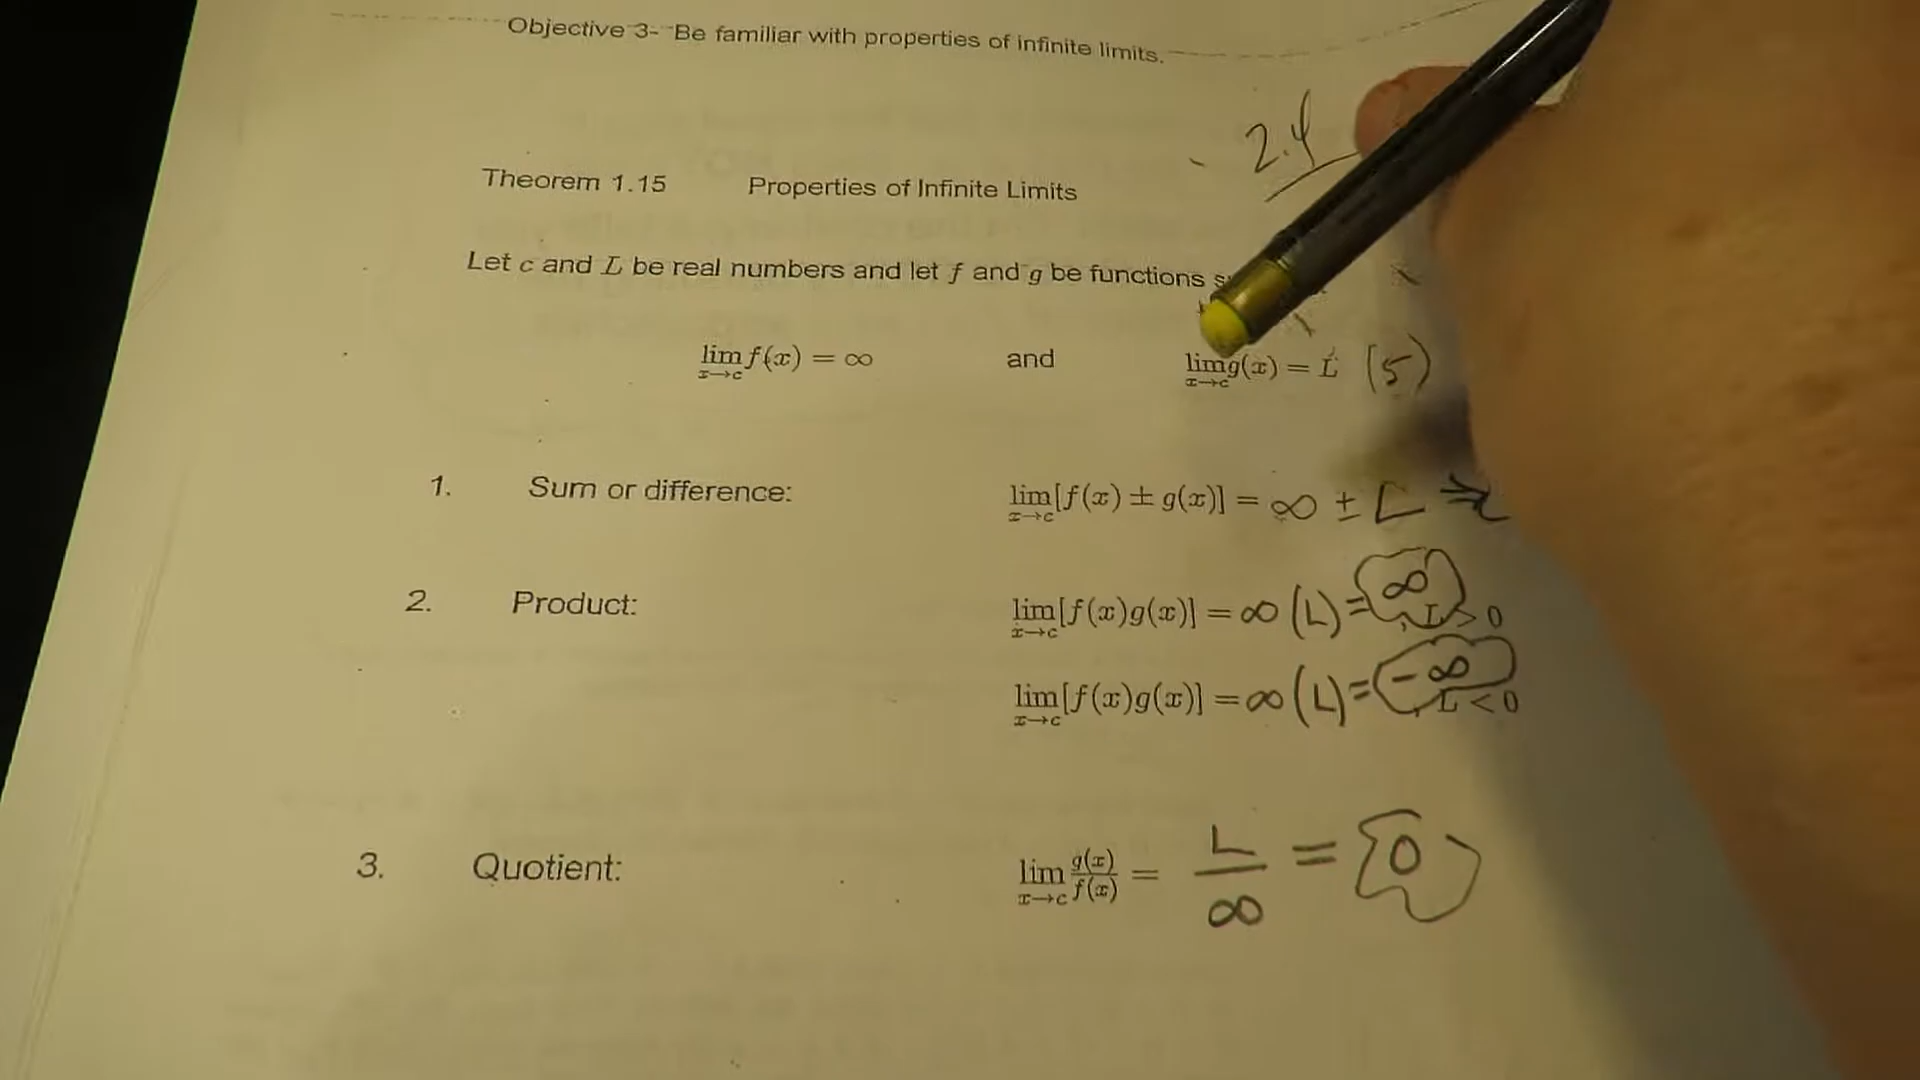 Objective 3- Be familiar with properties of infinite limits.
2.4
Theorem 1.15 Properties of Infinite Limits
Let c and L be real numbers and let f and g be functions
lim x→c f(x) = ∞ and lim x→c g(x) = L (5)
1. Sum or difference: lim x→c [f(x) ± g(x)] = ∞ ± L
2. Product: lim x→c [f(x)g(x)] = ∞ (L) = ∞, L > 0
lim x→c [f(x)g(x)] = ∞ (L) = -∞, L < 0
3. Quotient: lim x→c g(x)/f(x) = L/∞ = 0